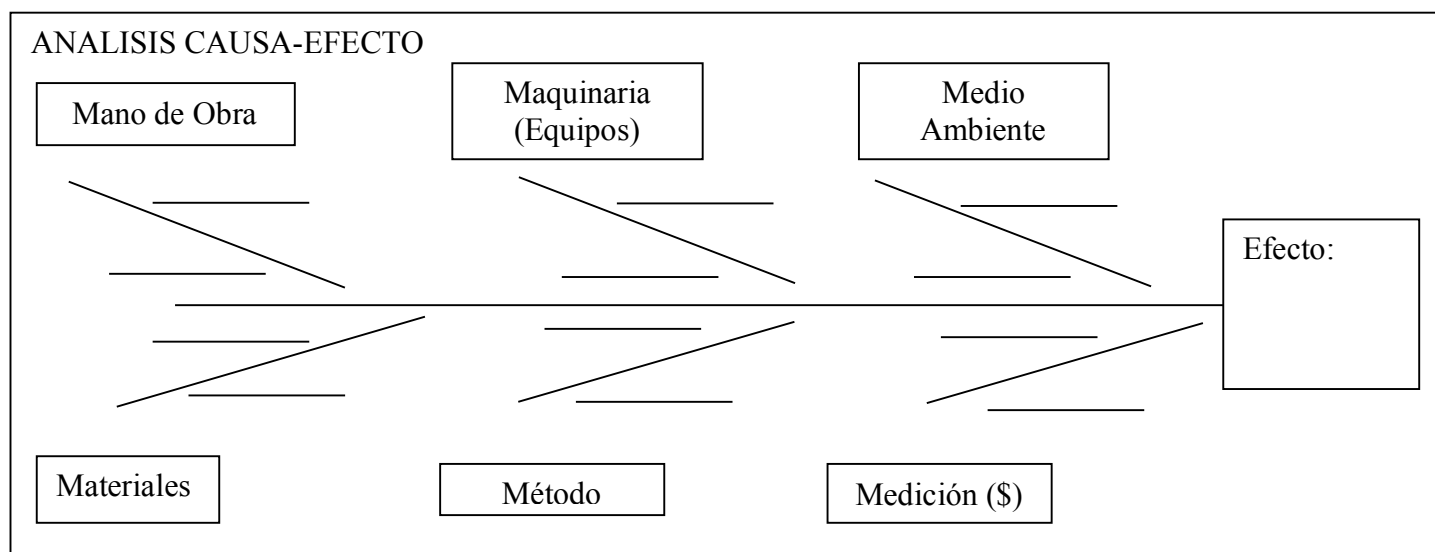 ANALISIS CAUSA-EFECTO
Mano de Obra
Maquinaria
(Equipos)
Medio
Ambiente
Efecto:
Materiales
Método
Medición ($)